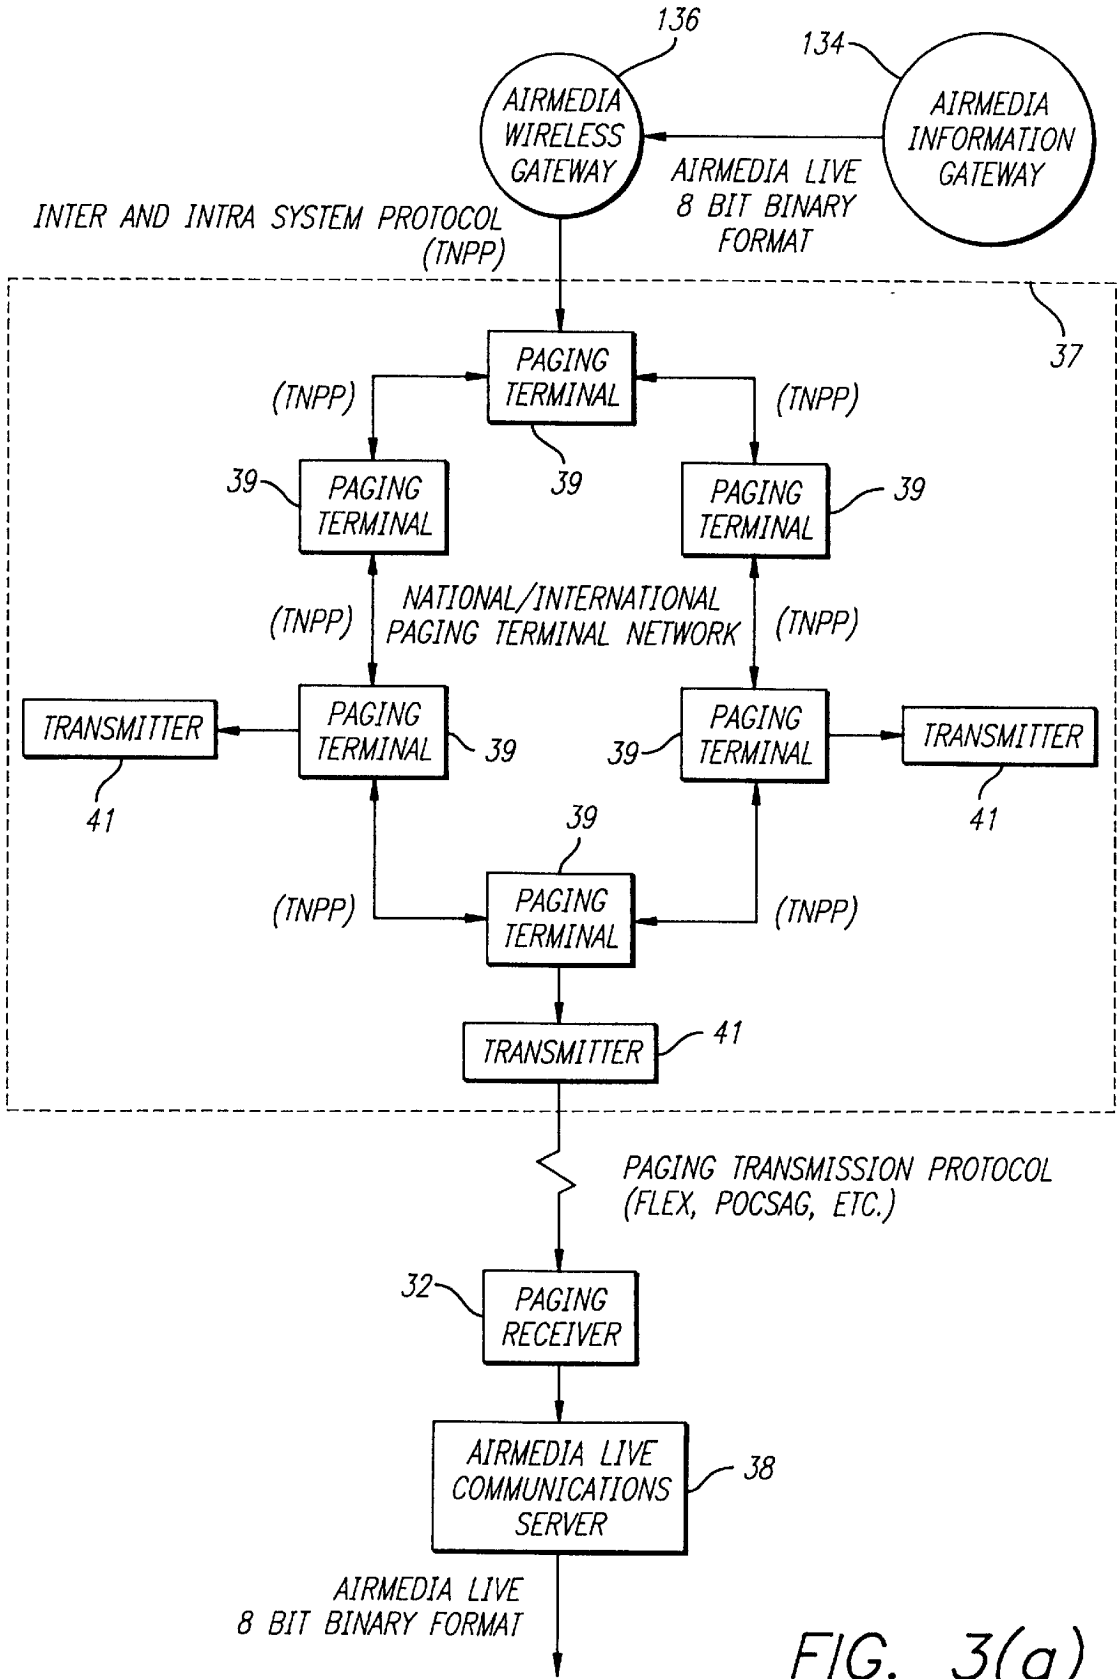 136
134
AIRMEDIA
WIRELESS
GATEWAY
AIRMEDIA
INFORMATION
GATEWAY
AIRMEDIA LIVE
8 BIT BINARY
FORMAT
INTER AND INTRA SYSTEM PROTOCOL
(TNPP)
37
PAGING
TERMINAL
(TNPP)
(TNPP)
39
39
PAGING
TERMINAL
PAGING
TERMINAL
39
NATIONAL/INTERNATIONAL
PAGING TERMINAL NETWORK
(TNPP)
(TNPP)
TRANSMITTER
41
PAGING
TERMINAL
39
39
PAGING
TERMINAL
TRANSMITTER
41
39
(TNPP)
PAGING
TERMINAL
(TNPP)
TRANSMITTER
41
PAGING TRANSMISSION PROTOCOL
(FLEX, POCSAG, ETC.)
32
PAGING
RECEIVER
AIRMEDIA LIVE
COMMUNICATIONS
SERVER
38
AIRMEDIA LIVE
8 BIT BINARY FORMAT
FIG. 3(a)